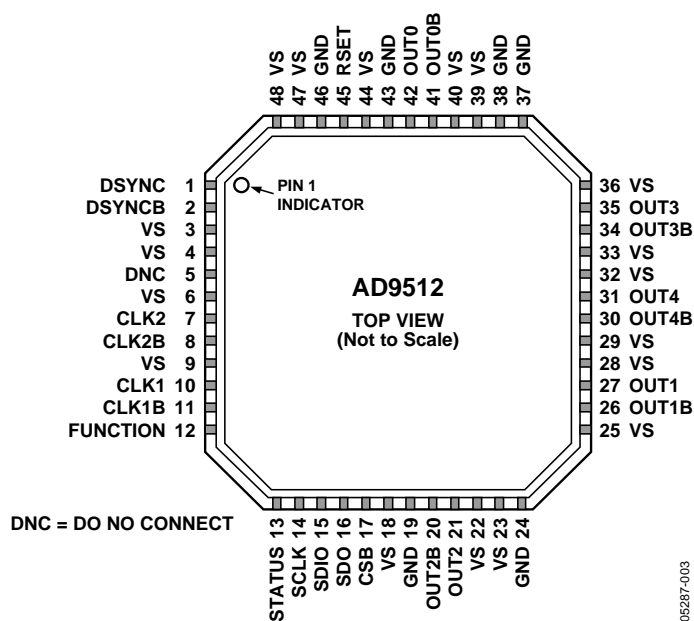 48 VS
47 VS
46 GND
45 RSET
44 VS
43 GND
42 OUT0
41 OUT0B
40 VS
39 VS
38 GND
37 GND
DSYNC 1
DSYNCB 2
VS 3
VS 4
DNC 5
VS 6
CLK2 7
CLK2B 8
VS 9
CLK1 10
CLK1B 11
FUNCTION 12
PIN 1
INDICATOR
AD9512
TOP VIEW
(Not to Scale)
36 VS
35 OUT3
34 OUT3B
33 VS
32 VS
31 OUT4
30 OUT4B
29 VS
28 VS
27 OUT1
26 OUT1B
25 VS
DNC = DO NO CONNECT
STATUS 13
SCLK 14
SDIO 15
SDO 16
CSB 17
VS 18
GND 19
OUT2B 20
OUT2 21
VS 22
VS 23
GND 24
05287-003